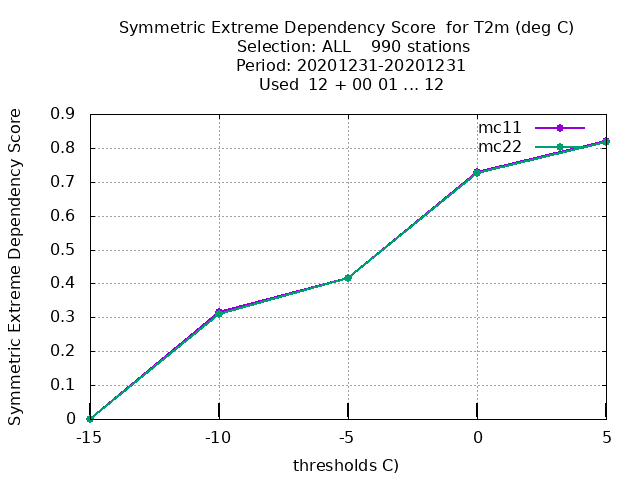 Symmetric Extreme Dependency Score for T2m (deg C)
Selection: ALL 990 stations
Period: 20201231-20201231
Used 12 + 00 01 ... 12
Symmetric Extreme Dependency Score
0.9
0.8
0.7
0.6
0.5
0.4
0.3
0.2
0.1
0
mc11
mc22
-15 -10 -5 0 5
thresholds C)